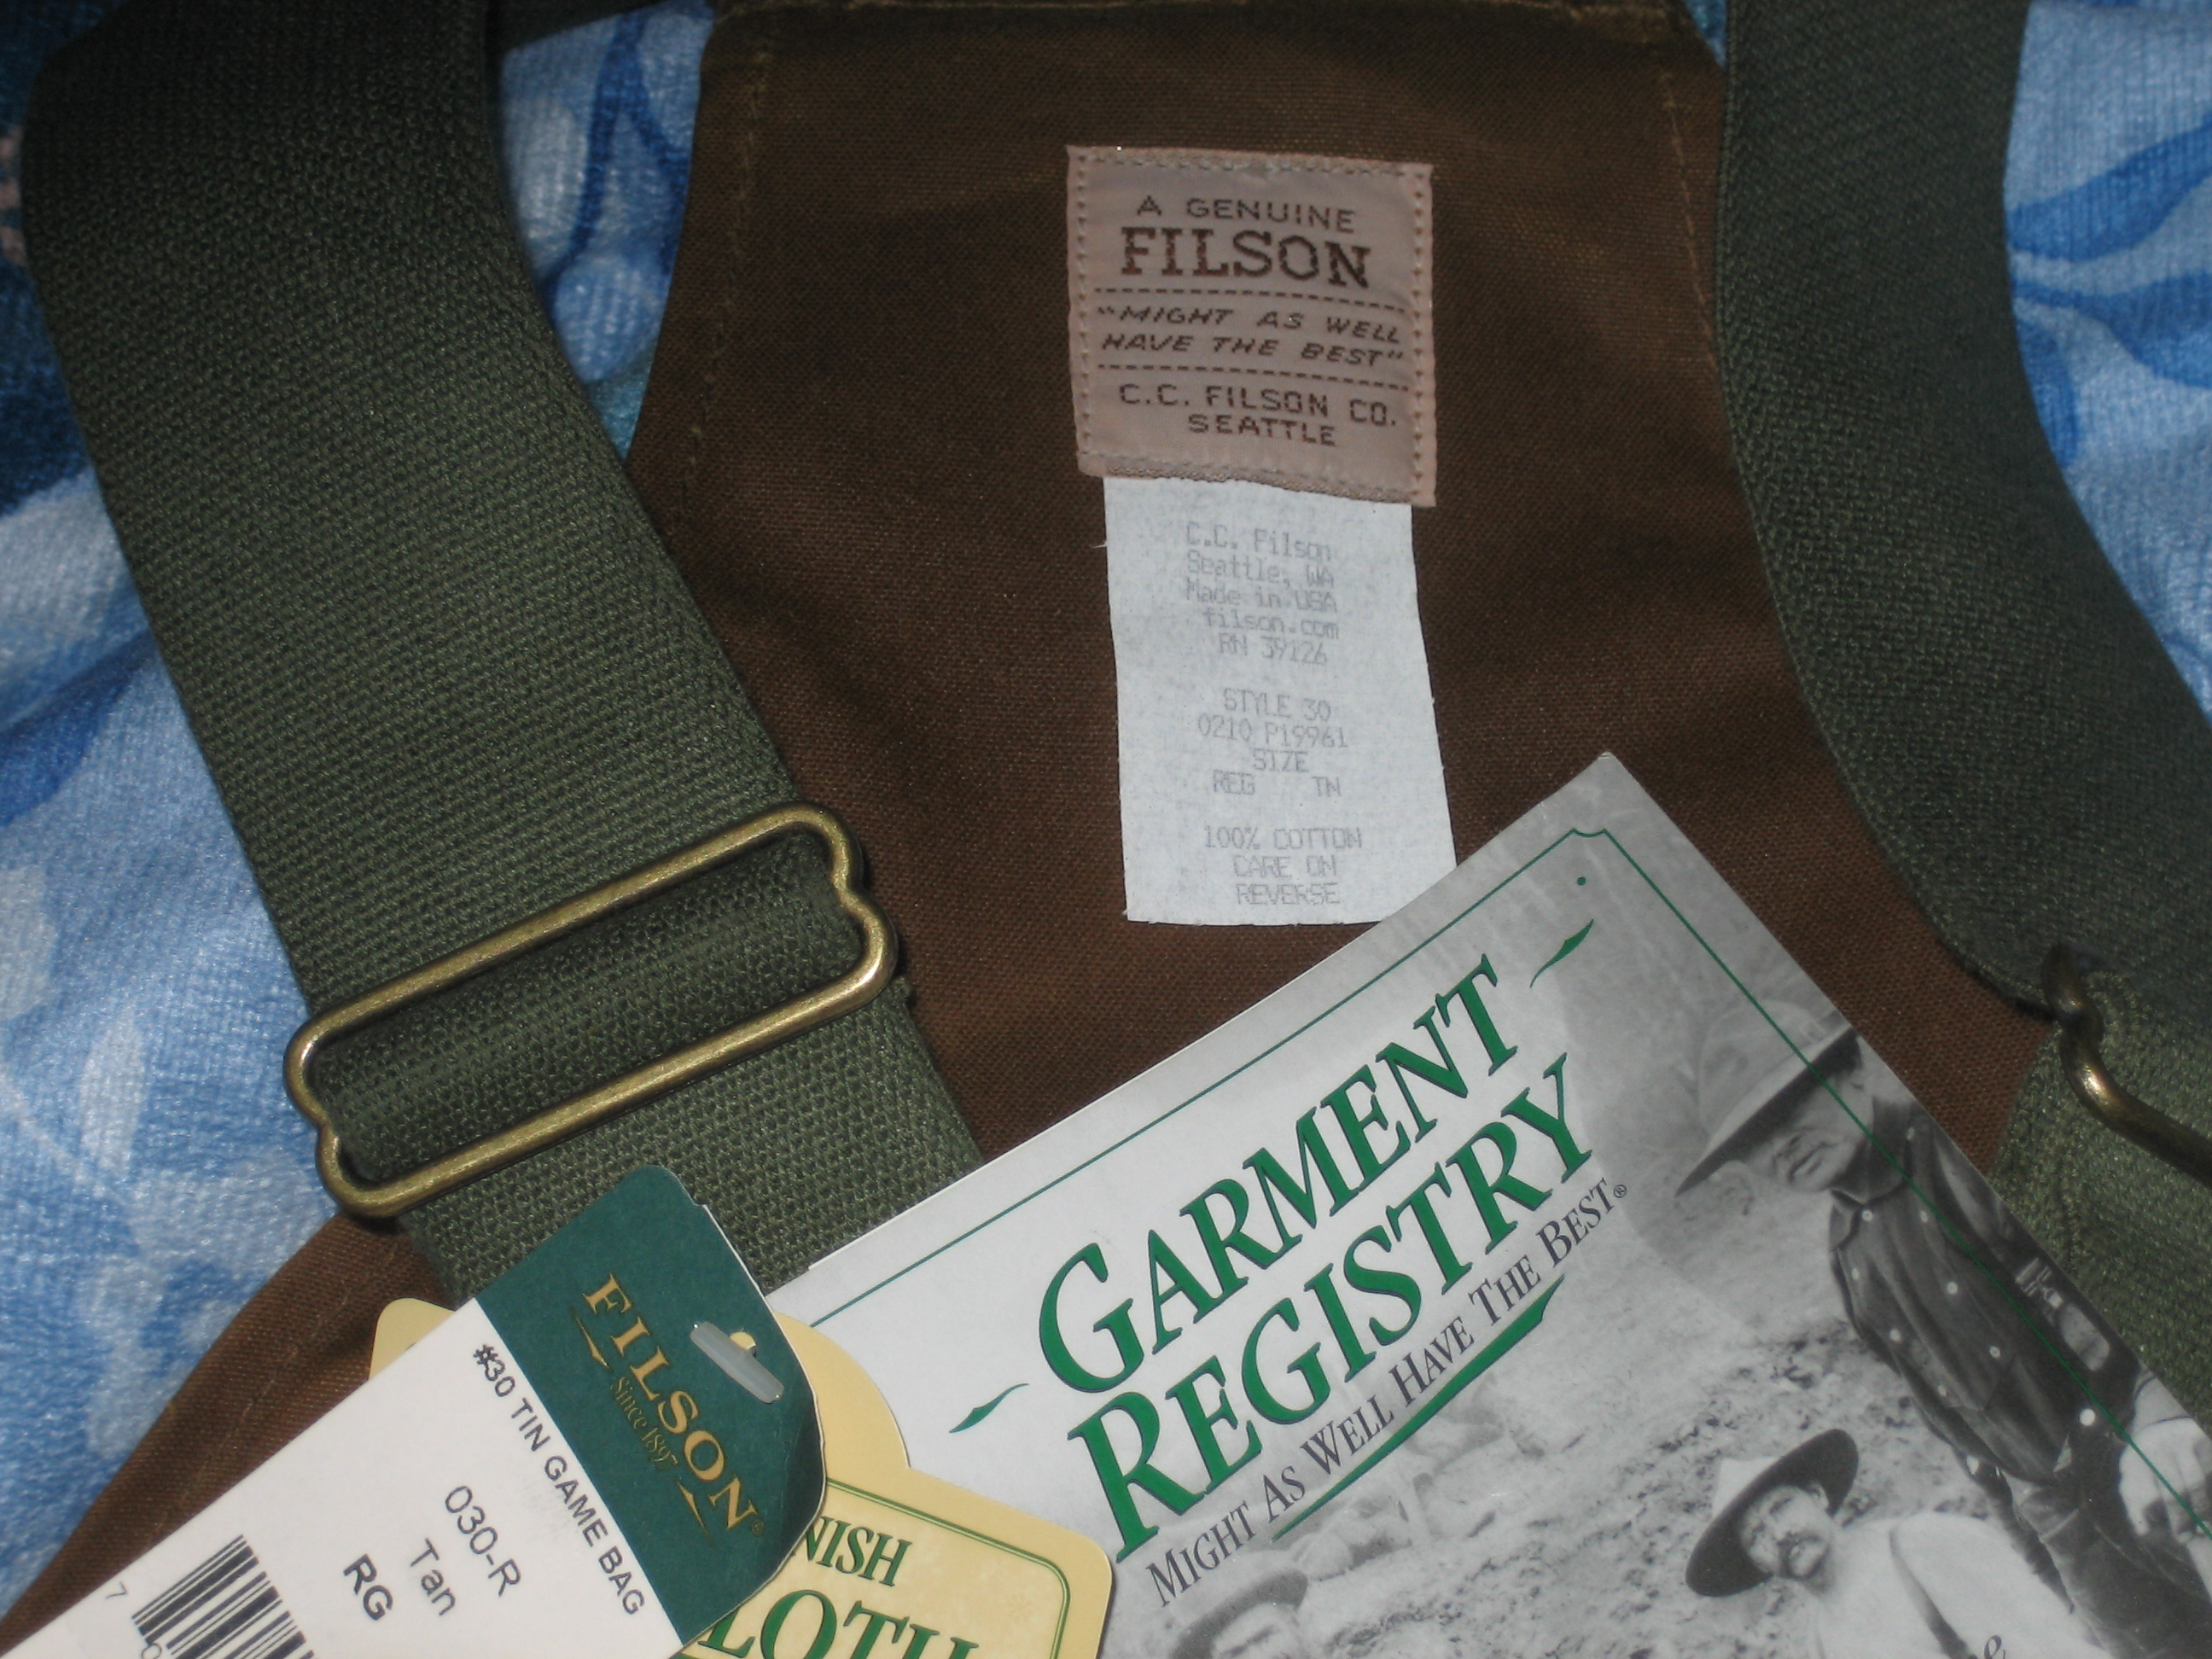 A GENUINE
FILSON
"MIGHT AS WELL
HAVE THE BEST"
C.C. FILSON CO.
SEATTLE
C.C. Filson
Seattle, WA
Made in USA
filson.com
RN 39126
STYLE 30
0210 P19961
SIZE
REG TN
100% COTTON
CARE ON
REVERSE
GARMENT
REGISTRY
MIGHT AS WELL HAVE THE BEST®
FILSON®
Since 1897
#30 TIN GAME BAG
030-R
Tan
RG
7
NISH
LOTH